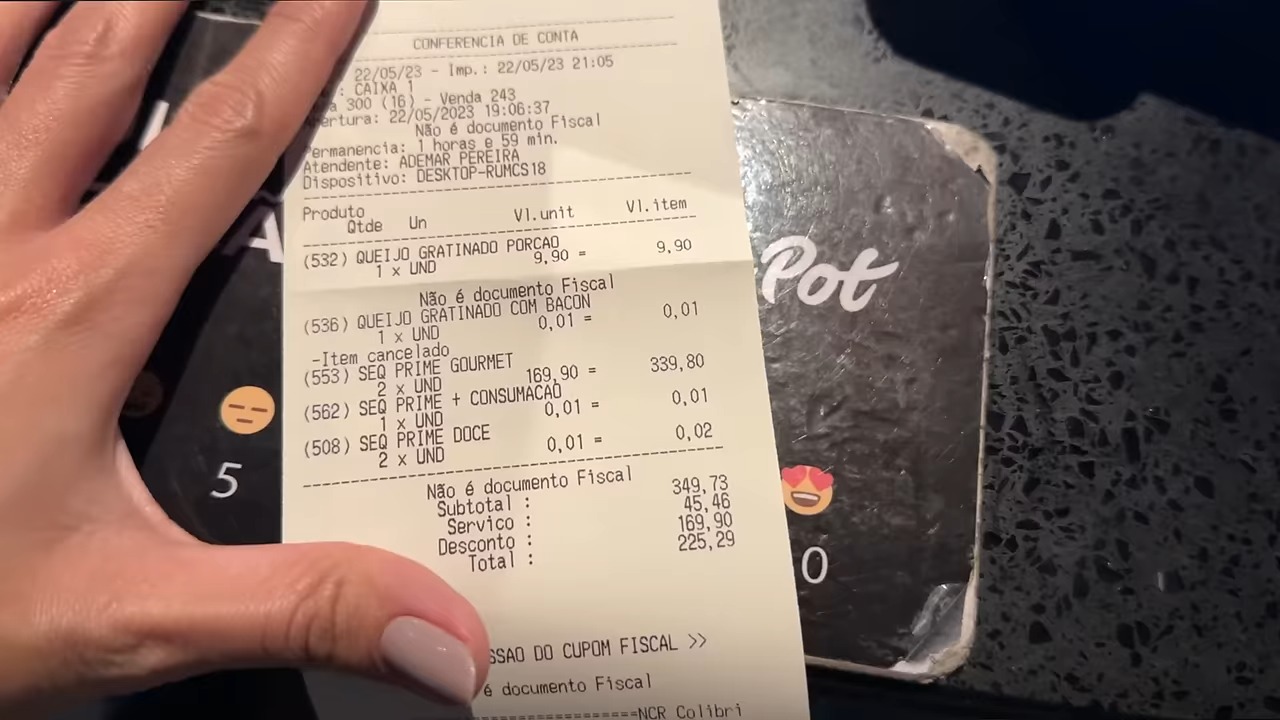 CONFERENCIA DE CONTA
22/05/23 - Imp.: 22/05/23 21:05
: CAIXA 1
a 300 (16) - Venda 243
ertura: 22/05/2023 19:06:37
Não é documento Fiscal
ermanencia: 1 horas e 59 min.
Atendente: ADEMAR PEREIRA
Dispositivo: DESKTOP-RUMCS18
Produto
Qtde Un Vl.unit Vl.item
(532) QUEIJO GRATINADO PORCAO
1 x UND 9,90 = 9,90
Não é documento Fiscal
(536) QUEIJO GRATINADO COM BACON
1 x UND 0,01 = 0,01
-Item cancelado
(553) SEQ PRIME GOURMET
2 x UND 169,90 = 339,80
(562) SEQ PRIME + CONSUMACAO
1 x UND 0,01 = 0,01
(508) SEQ PRIME DOCE
2 x UND 0,01 = 0,02
Não é documento Fiscal
Subtotal : 349,73
Servico : 45,46
Desconto : 169,90
Total : 225,29
SSAO DO CUPOM FISCAL >>
é documento Fiscal
=================NCR Colibri
Pot
5
0